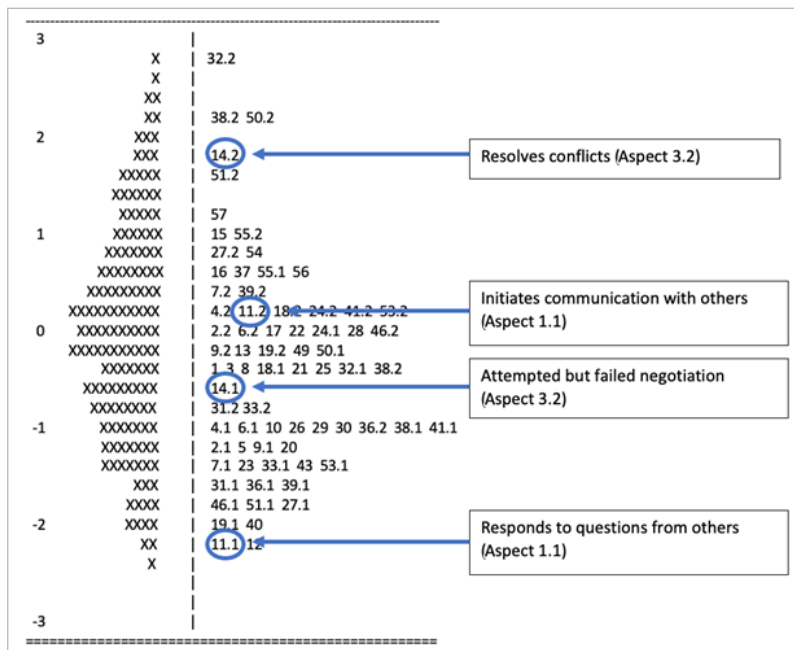 3 |
X | 32.2
X |
XX |
XX | 38.2 50.2
2 XXX |
XXX | 14.2
Resolves conflicts (Aspect 3.2)
XXXXX | 51.2
XXXXXX |
XXXXX | 57
1 XXXXXX | 15 55.2
XXXXXXX | 27.2 54
XXXXXXXX | 16 37 55.1 56
XXXXXXXXX | 7.2 39.2
XXXXXXXXXXX | 4.2 11.2 18.2 24.2 41.2 53.2
Initiates communication with others
(Aspect 1.1)
0 XXXXXXXXXX | 2.2 6.2 17 22 24.1 28 46.2
XXXXXXXXXXX | 9.2 13 19.2 49 50.1
XXXXXXX | 1 3 8 18.1 21 25 32.1 38.2
XXXXXXXXX | 14.1
Attempted but failed negotiation
(Aspect 3.2)
XXXXXXXX | 31.2 33.2
-1 XXXXXXX | 4.1 6.1 10 26 29 30 36.2 38.1 41.1
XXXXXXX | 2.1 5 9.1 20
XXXXXXX | 7.1 23 33.1 43 53.1
XXX | 31.1 36.1 39.1
XXXX | 46.1 51.1 27.1
-2 XXXX | 19.1 40
XX | 11.1 12
Responds to questions from others
(Aspect 1.1)
X |
|
|
-3 |